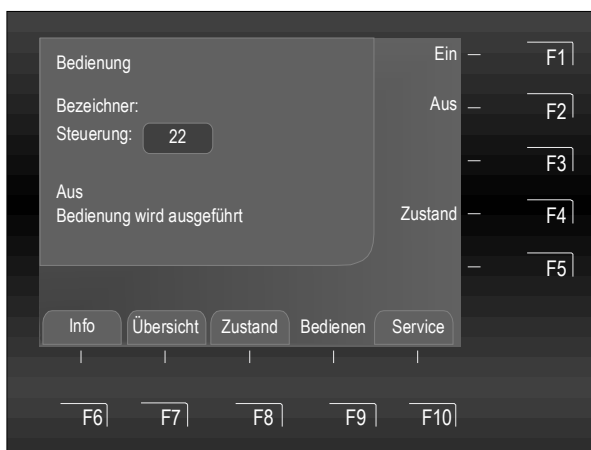 Bedienung
Ein
F1
Bezeichner:
Aus
F2
Steuerung: 22
F3
Aus
Bedienung wird ausgeführt
Zustand
F4
F5
Info Übersicht Zustand Bedienen Service
F6 F7 F8 F9 F10